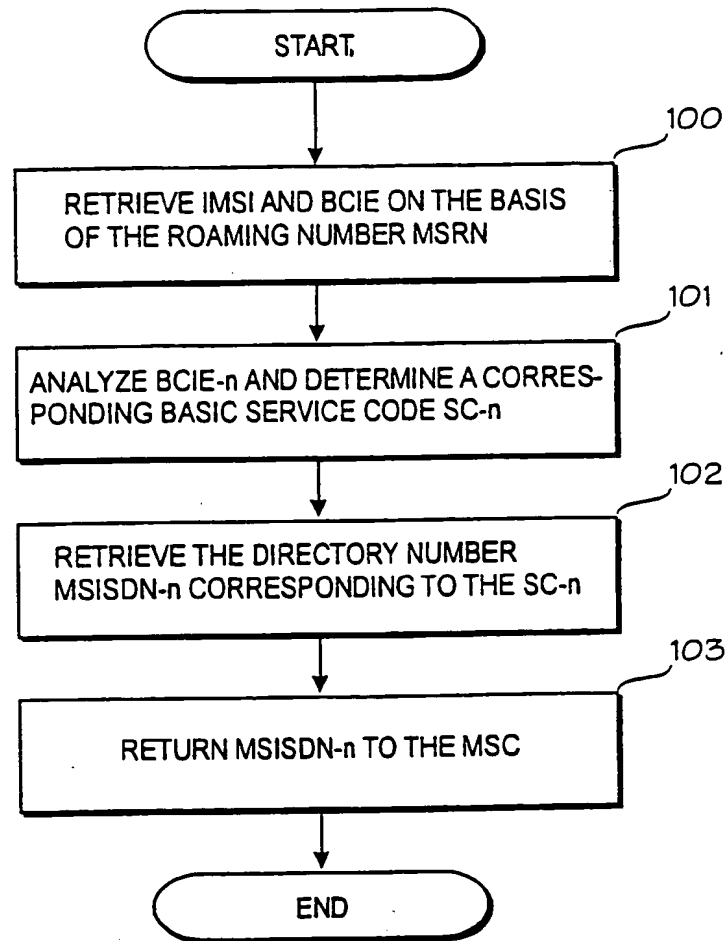 START
100
RETRIEVE IMSI AND BCIE ON THE BASIS
OF THE ROAMING NUMBER MSRN
101
ANALYZE BCIE-n AND DETERMINE A CORRES-
PONDING BASIC SERVICE CODE SC-n
102
RETRIEVE THE DIRECTORY NUMBER
MSISDN-n CORRESPONDING TO THE SC-n
103
RETURN MSISDN-n TO THE MSC
END